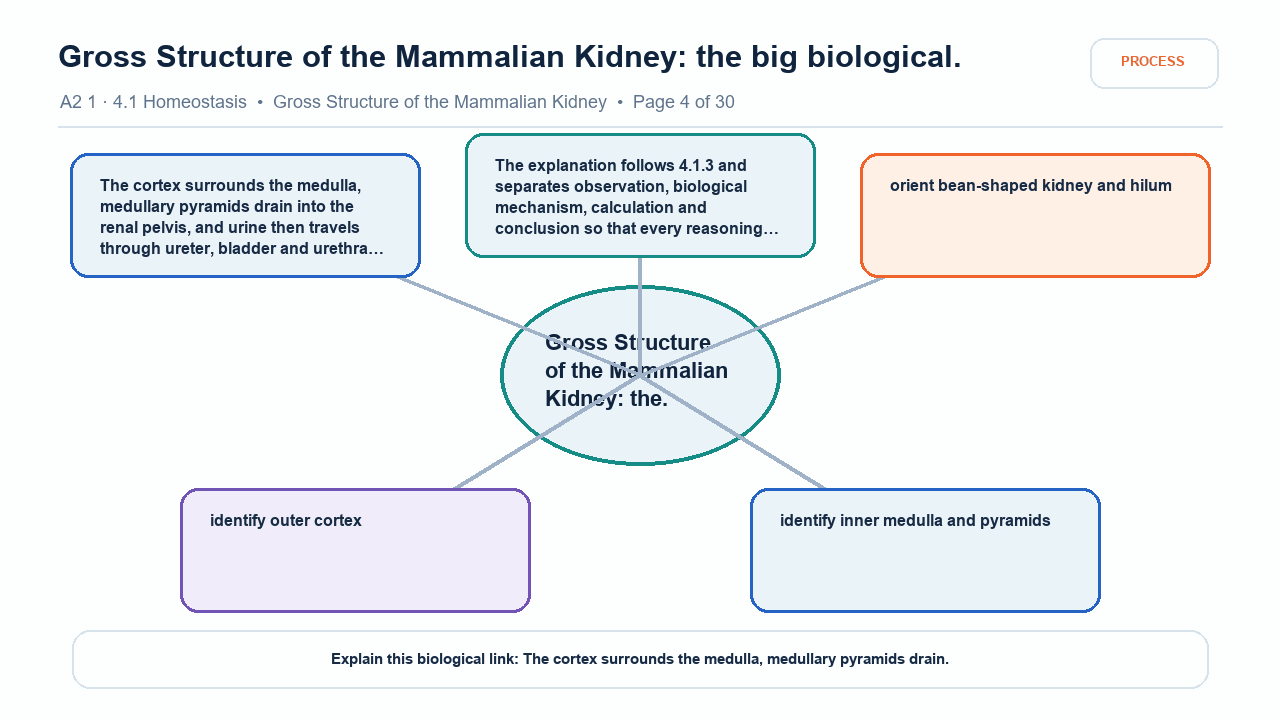 Gross Structure of the Mammalian Kidney: the big biological.
PROCESS
A2 1 · 4.1 Homeostasis • Gross Structure of the Mammalian Kidney • Page 4 of 30
The cortex surrounds the medulla,
medullary pyramids drain into the
renal pelvis, and urine then travels
through ureter, bladder and urethra…
The explanation follows 4.1.3 and
separates observation, biological
mechanism, calculation and
conclusion so that every reasoning…
orient bean-shaped kidney and hilum
Gross Structure
of the Mammalian
Kidney: the.
identify outer cortex
identify inner medulla and pyramids
Explain this biological link: The cortex surrounds the medulla, medullary pyramids drain.